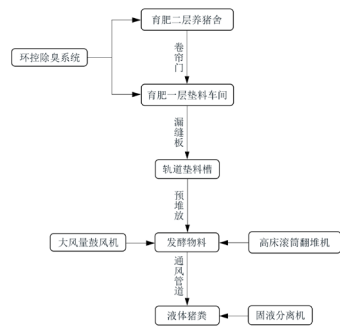 育肥二层养猪舍
环控除臭系统
卷帘门
育肥一层垫料车间
漏缝板
轨道垫料槽
预堆放
大风量鼓风机
发酵物料
高床滚筒翻堆机
通风管道
液体猪粪
固液分离机